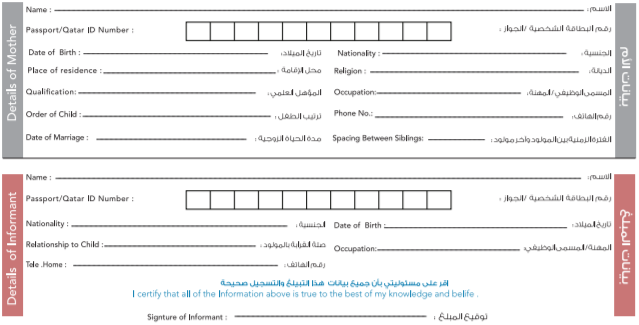 Details of Mother
بيانات الأم
Name : الاسم:
Passport/Qatar ID Number : رقم البطاقة الشخصية /الجواز :
Date of Birth : تاريخ الميلاد: Nationality : الجنسية :
Place of residence : محل الإقامة : Religion : الديانة:
Qualification: المؤهل العلمي: Occupation: المسمى الوظيفي/ المهنة:
Order of Child : ترتيب الطفل: Phone No.: رقم الهاتف:
Date of Marriage : مدة الحياة الزوجية : Spacing Between Siblings: الفترة الزمنية بين المولود وآخر مولود:
Details of Informant
بيانات المبلغ
Name : الاسم:
Passport/Qatar ID Number : رقم البطاقة الشخصية /الجواز :
Nationality : الجنسية : Date of Birth : تاريخ الميلاد:
Relationship to Child : صلة القرابة بالمولود: Occupation: المهنة/المسمى الوظيفي:
Tele .Home : رقم الهاتف:
اقر على مسئوليتي بأن جميع بيانات هذا التبليغ والتسجيل صحيحة
I certify that all of the Information above is true to the best of my knowledge and belife .
Signture of Informant : توقيع المبلغ :